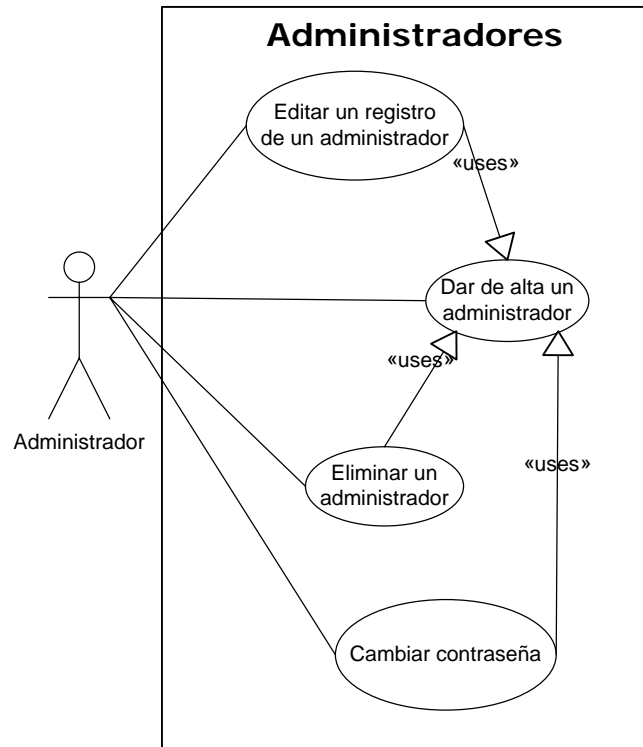 Administradores
Editar un registro
de un administrador
«uses»
Dar de alta un
administrador
«uses»
Administrador
Eliminar un
administrador
«uses»
Cambiar contraseña